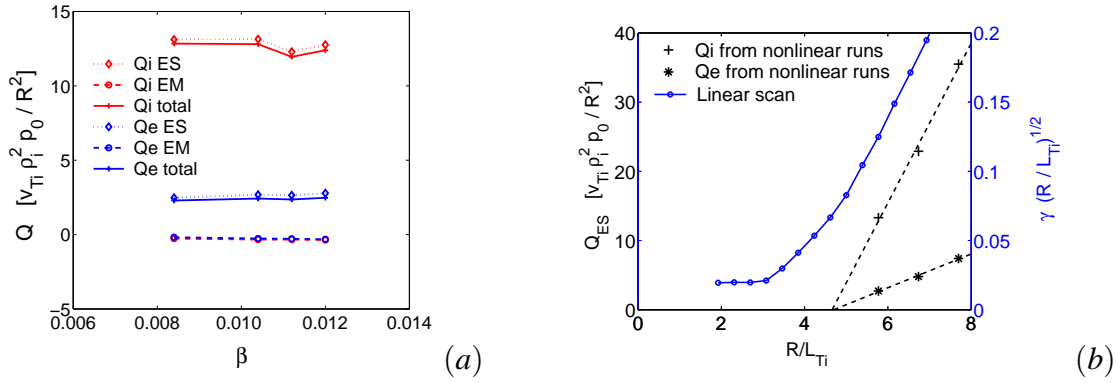 15
10
5
0
−5
0.006
0.008
0.010
0.012
0.014
Q [v_Ti ρ_i^2 p_0 / R^2]
β
Qi ES
Qi EM
Qi total
Qe ES
Qe EM
Qe total
(a)
40
30
20
10
0
0
2
4
6
8
Q_ES [v_Ti ρ_i^2 p_0 / R^2]
R/L_Ti
Qi from nonlinear runs
Qe from nonlinear runs
Linear scan
0.2
0.15
0.1
0.05
0
γ (R / L_Ti)^1/2
(b)